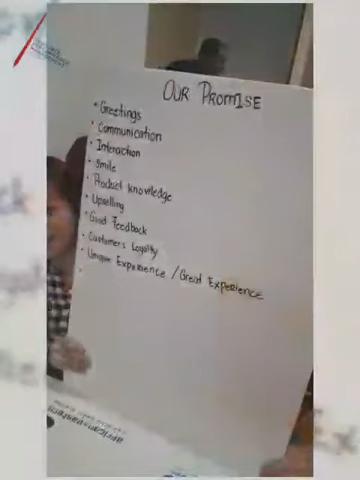 OUR PROMISE
• Greetings
• Communication
• Interaction
• Smile
• Product knowledge
• Upselling
• Good Feedback
• Customers Loyalty
• Unique Experience / Great Experience